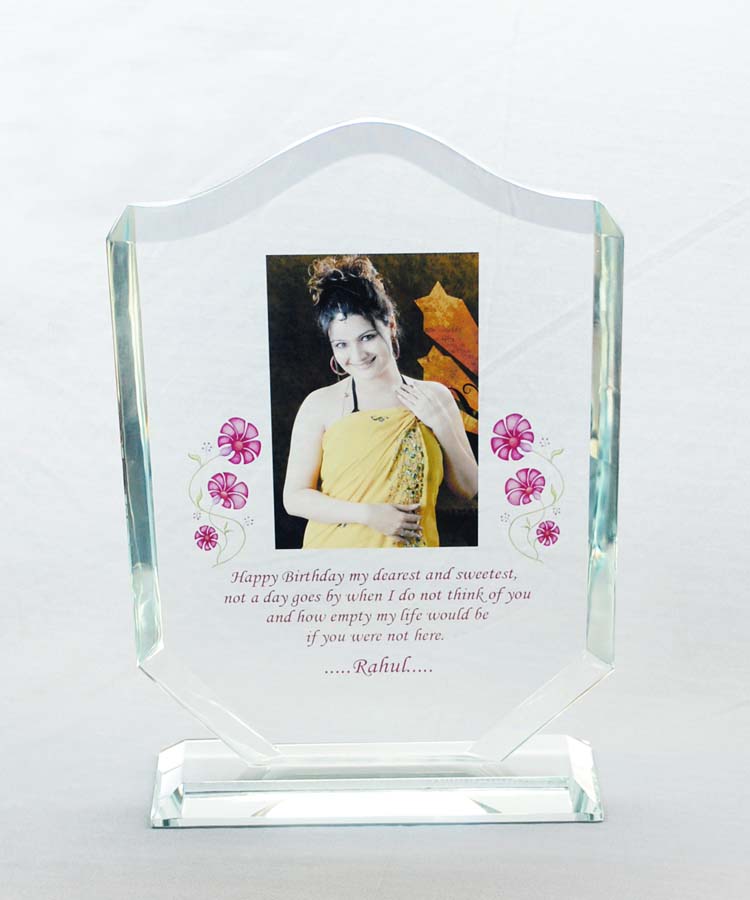 Happy Birthday my dearest and sweetest,
not a day goes by when I do not think of you
and how empty my life would be
if you were not here.
.....Rahul.....